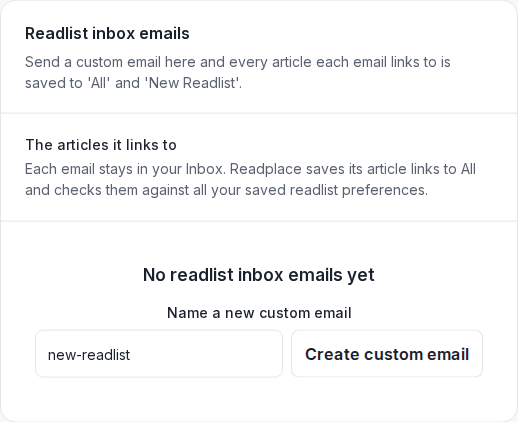 Readlist inbox emails
Send a custom email here and every article each email links to is
saved to 'All' and 'New Readlist'.
The articles it links to
Each email stays in your Inbox. Readplace saves its article links to All
and checks them against all your saved readlist preferences.
No readlist inbox emails yet
Name a new custom email
new-readlist
Create custom email